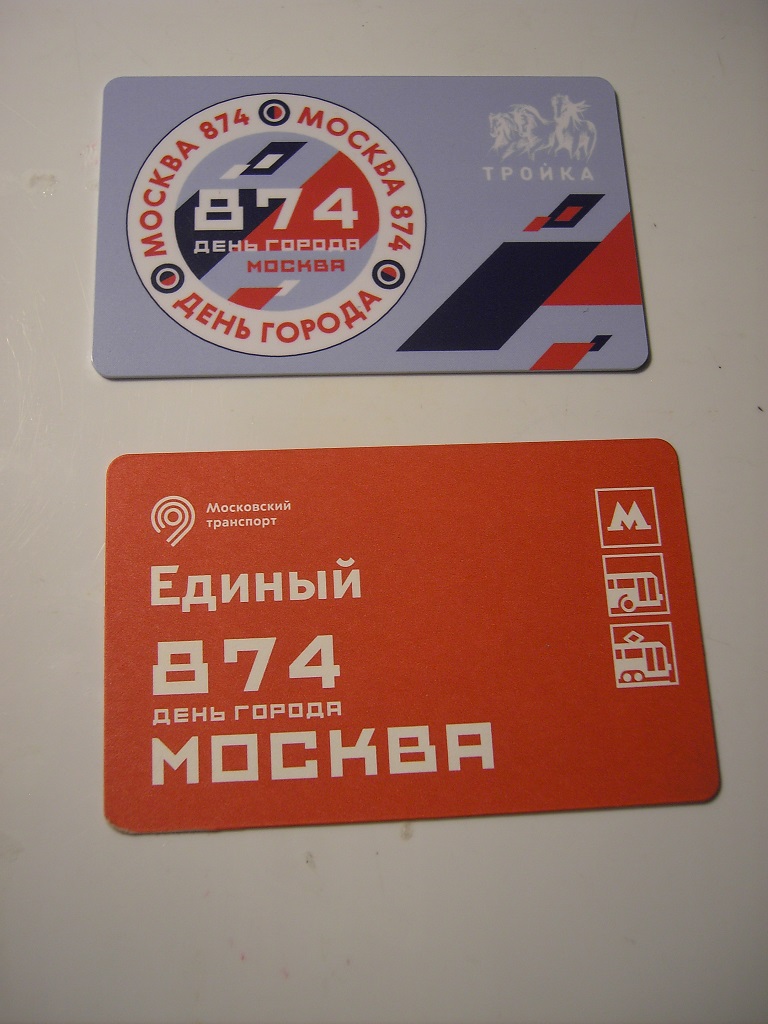 МОСКВА 874 МОСКВА 874
ДЕНЬ ГОРОДА
874
ДЕНЬ ГОРОДА
МОСКВА
ТРОЙКА
Московский
транспорт
Единый
874
ДЕНЬ ГОРОДА
МОСКВА
М